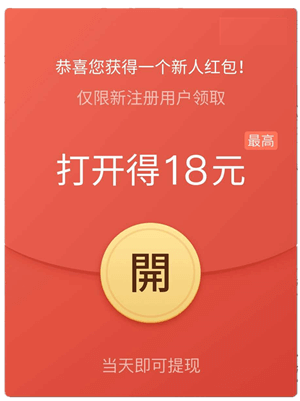 恭喜您获得一个新人红包!
仅限新注册用户领取
最高
打开得18元
開
当天即可提现